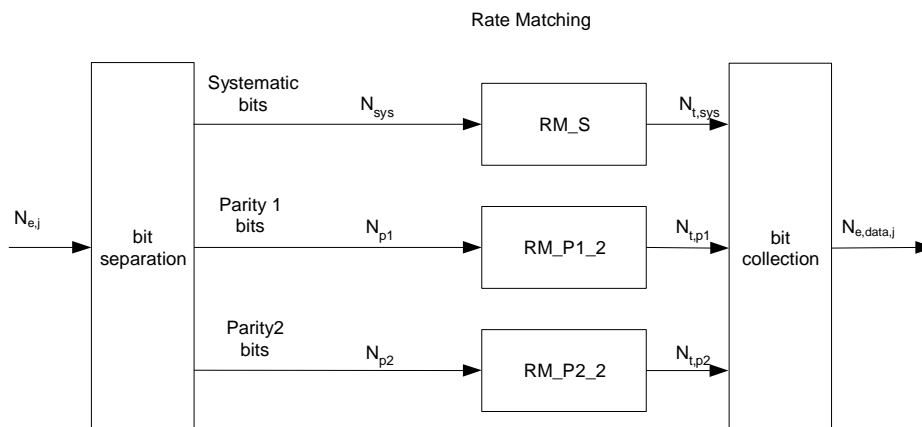 Rate Matching
Systematic
bits
N_sys
RM_S
N_t,sys
N_e,j
bit
separation
Parity 1
bits
N_p1
RM_P1_2
N_t,p1
bit
collection
N_e,data,j
Parity2
bits
N_p2
RM_P2_2
N_t,p2